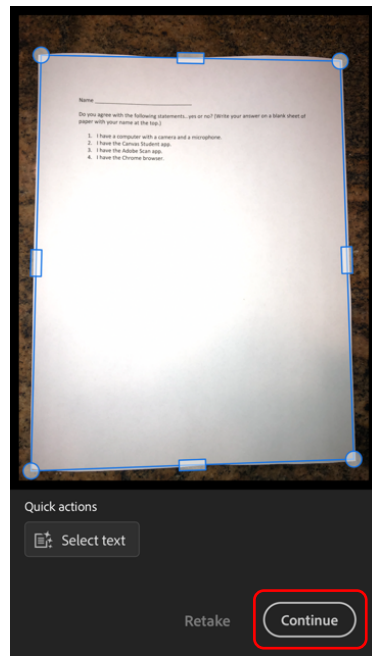 Name
Do you agree with the following statements.. yes or no? (Write your answer on a blank sheet of
paper with your name at the top.)
1. I have a computer with a camera and a microphone.
2. I have the Canvas Student app.
3. I have the Adobe Scan app.
4. I have the Chrome browser.
Quick actions
Select text
Retake
Continue